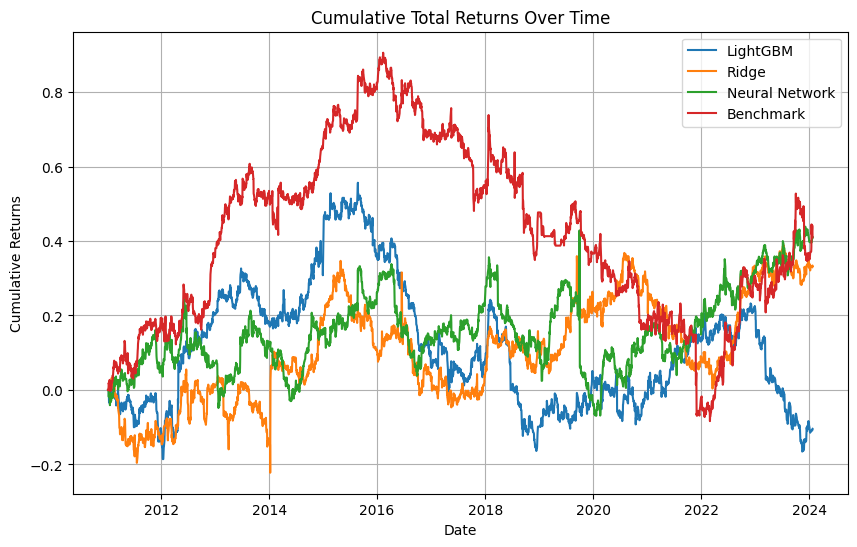 Cumulative Total Returns Over Time
LightGBM
Ridge
Neural Network
Benchmark
Cumulative Returns
0.8
0.6
0.4
0.2
0.0
−0.2
2012
2014
2016
2018
2020
2022
2024
Date